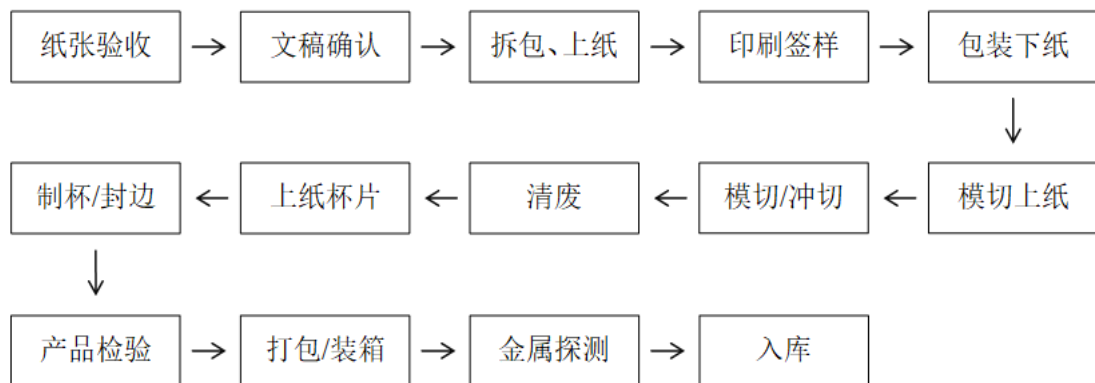 纸张验收 → 文稿确认 → 拆包、上纸 → 印刷签样 → 包装下纸
制杯/封边 ← 上纸杯片 ← 清废 ← 模切/冲切 ← 模切上纸
产品检验 → 打包/装箱 → 金属探测 → 入库